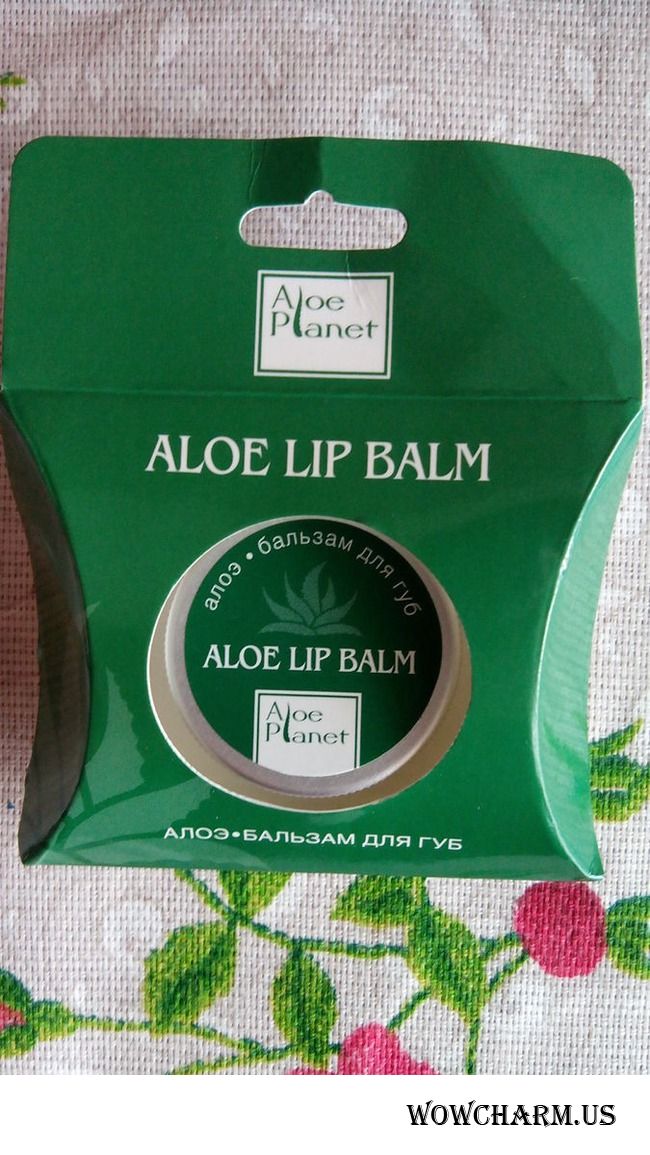 Aloe
Planet
ALOE LIP BALM
алоэ • бальзам для губ
ALOE LIP BALM
Aloe
Planet
АЛОЭ•БАЛЬЗАМ ДЛЯ ГУБ
WOWCHARM.US